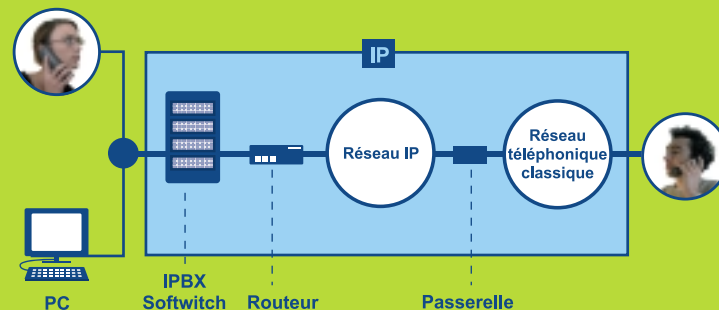 IP
Réseau IP
Réseau
téléphonique
classique
IPBX
Softwitch
Routeur
Passerelle
PC